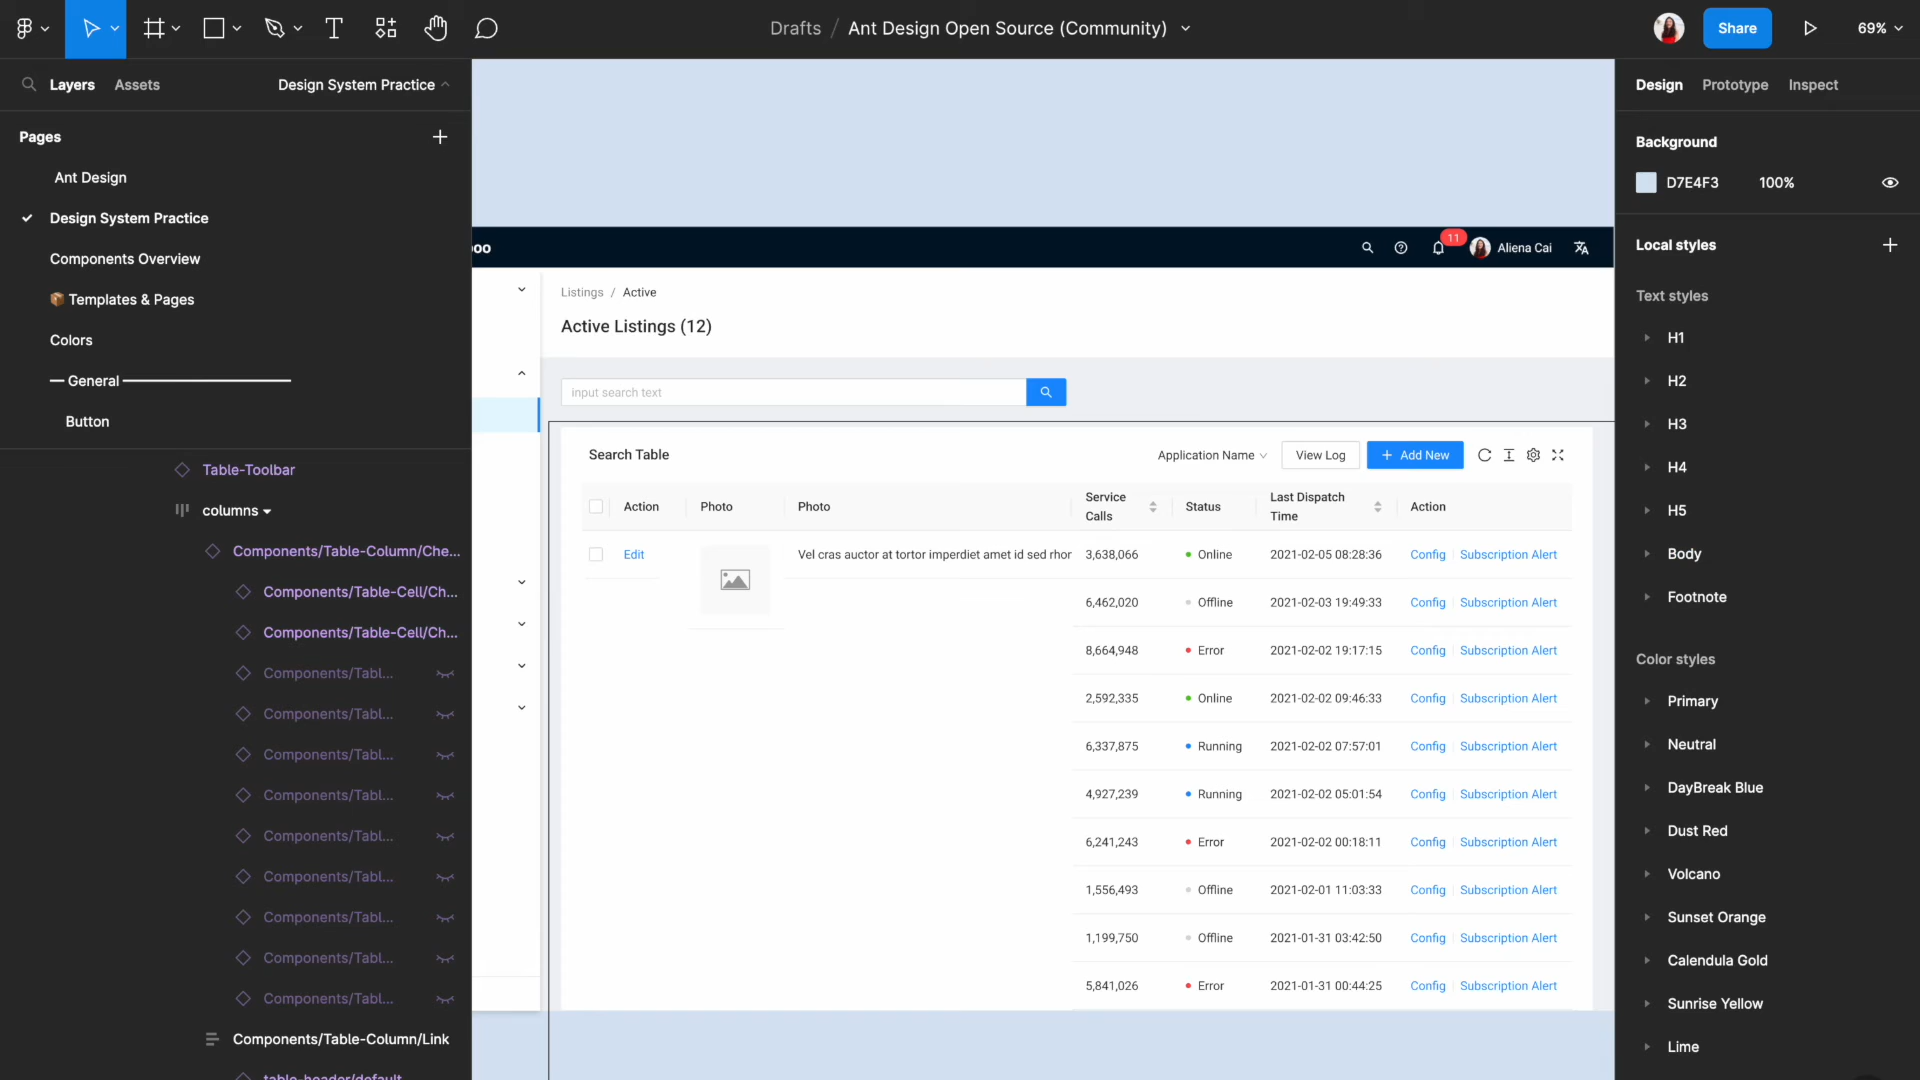 Drafts / Ant Design Open Source (Community)
Share
69%
Layers Assets Design System Practice
Design Prototype Inspect
Pages
Ant Design
Design System Practice
Components Overview
📦 Templates & Pages
Colors
— General ————————
Button
Table-Toolbar
columns
Components/Table-Column/Che...
Components/Table-Cell/Ch...
Components/Table-Cell/Ch...
Components/Tabl...
Components/Tabl...
Components/Tabl...
Components/Tabl...
Components/Tabl...
Components/Tabl...
Components/Tabl...
Components/Tabl...
Components/Tabl...
Components/Table-Column/Link
table-header/default
11
Aliena Cai
Listings / Active
Active Listings (12)
input search text
Search Table
Application Name View Log + Add New
Action Photo Photo Service Calls Status Last Dispatch Time Action
Edit Vel cras auctor at tortor imperdiet amet id sed rhor 3,638,066 Online 2021-02-05 08:28:36 Config Subscription Alert
6,462,020 Offline 2021-02-03 19:49:33 Config Subscription Alert
8,664,948 Error 2021-02-02 19:17:15 Config Subscription Alert
2,592,335 Online 2021-02-02 09:46:33 Config Subscription Alert
6,337,875 Running 2021-02-02 07:57:01 Config Subscription Alert
4,927,239 Running 2021-02-02 05:01:54 Config Subscription Alert
6,241,243 Error 2021-02-02 00:18:11 Config Subscription Alert
1,556,493 Offline 2021-02-01 11:03:33 Config Subscription Alert
1,199,750 Offline 2021-01-31 03:42:50 Config Subscription Alert
5,841,026 Error 2021-01-31 00:44:25 Config Subscription Alert
Background
D7E4F3 100%
Local styles
Text styles
H1
H2
H3
H4
H5
Body
Footnote
Color styles
Primary
Neutral
DayBreak Blue
Dust Red
Volcano
Sunset Orange
Calendula Gold
Sunrise Yellow
Lime